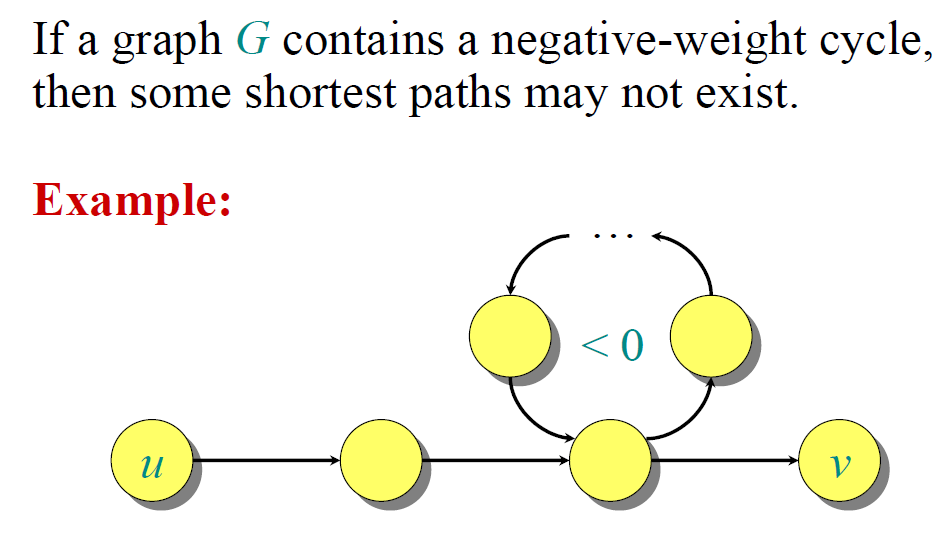 If a graph G contains a negative-weight cycle,
then some shortest paths may not exist.
Example:
...
< 0
u
v